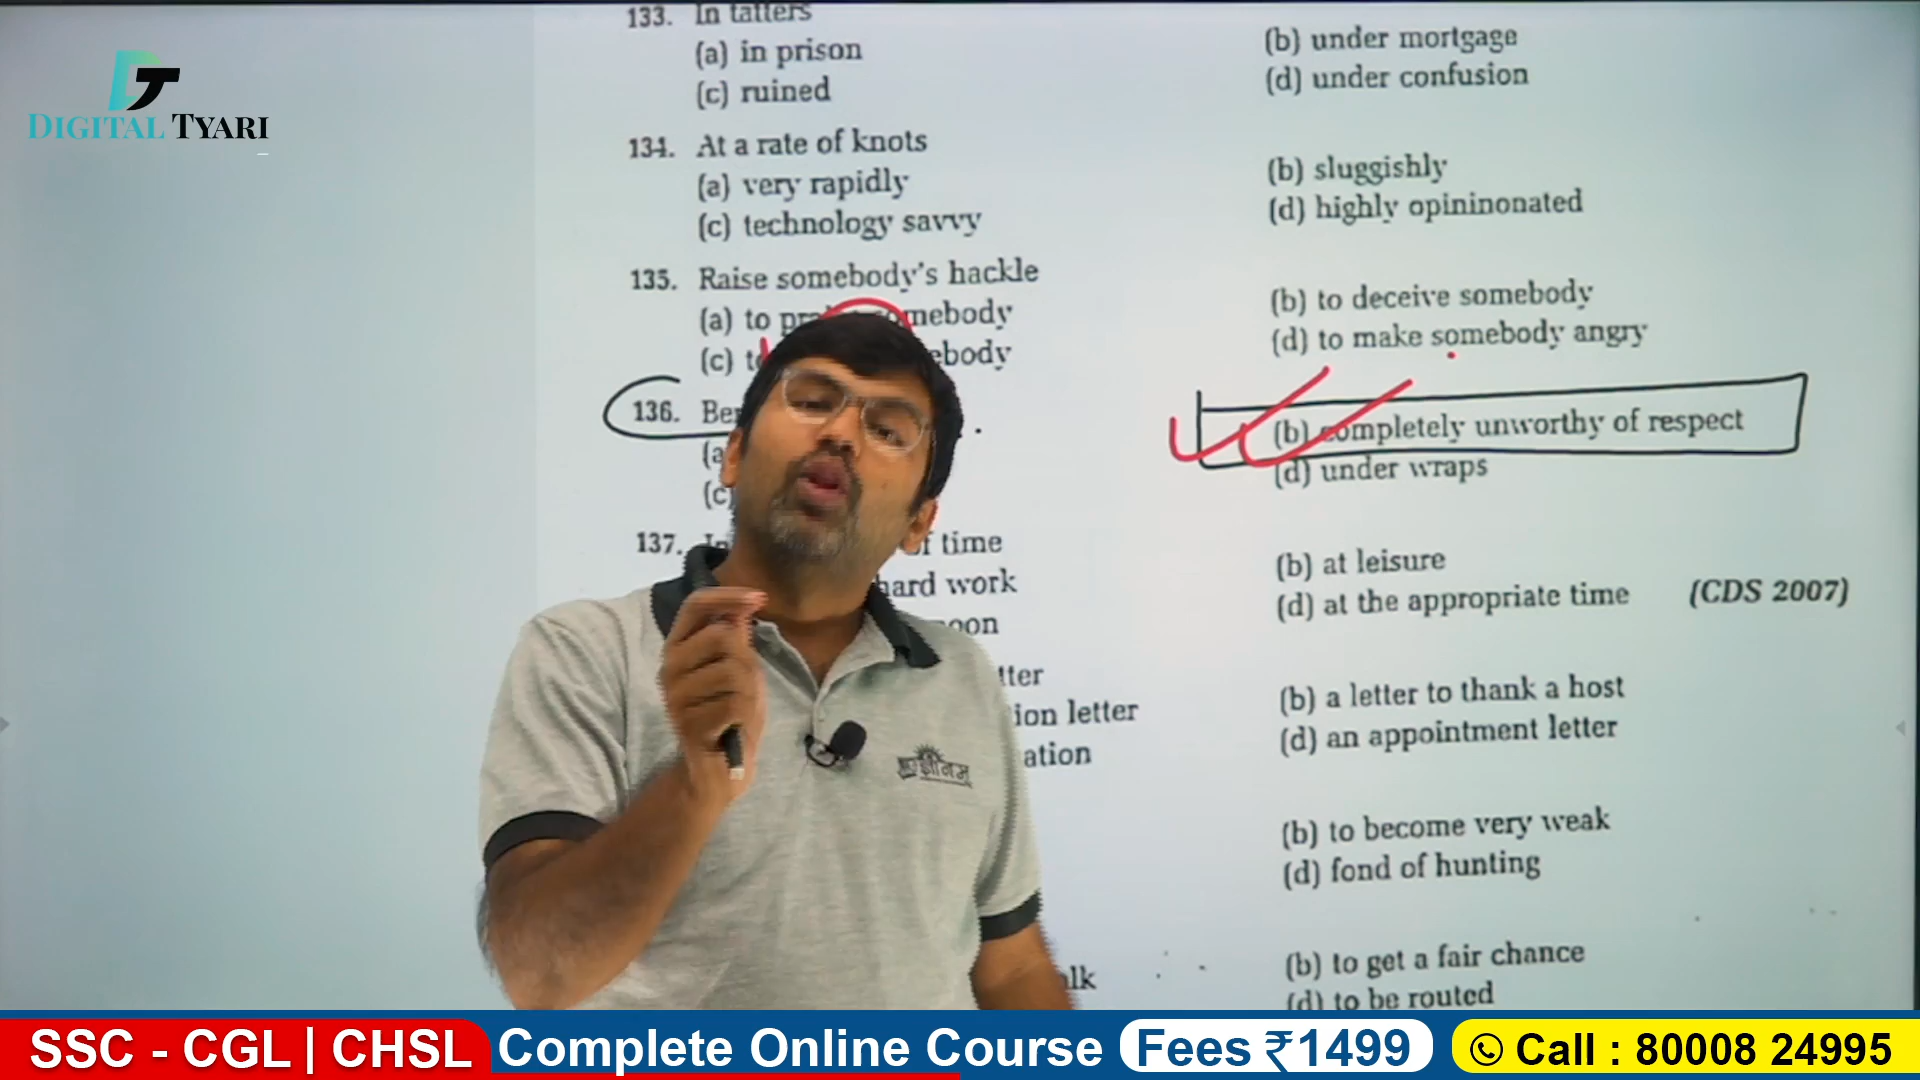 DIGITAL TYARI
133. In tatters
(a) in prison
(b) under mortgage
(c) ruined
(d) under confusion
134. At a rate of knots
(a) very rapidly
(b) sluggishly
(c) technology savvy
(d) highly opininonated
135. Raise somebody's hackle
(a) to somebody
(b) to deceive somebody
(c)
(d) to make somebody angry
136.
(b) completely unworthy of respect
(d) under wraps
137. of time
(b) at leisure
hard work
(d) at the appropriate time (CDS 2007)
letter
(b) a letter to thank a host
(d) an appointment letter
(b) to become very weak
(d) fond of hunting
(b) to get a fair chance
(d) to be routed
SSC - CGL | CHSL Complete Online Course Fees ₹1499 Call : 80008 24995